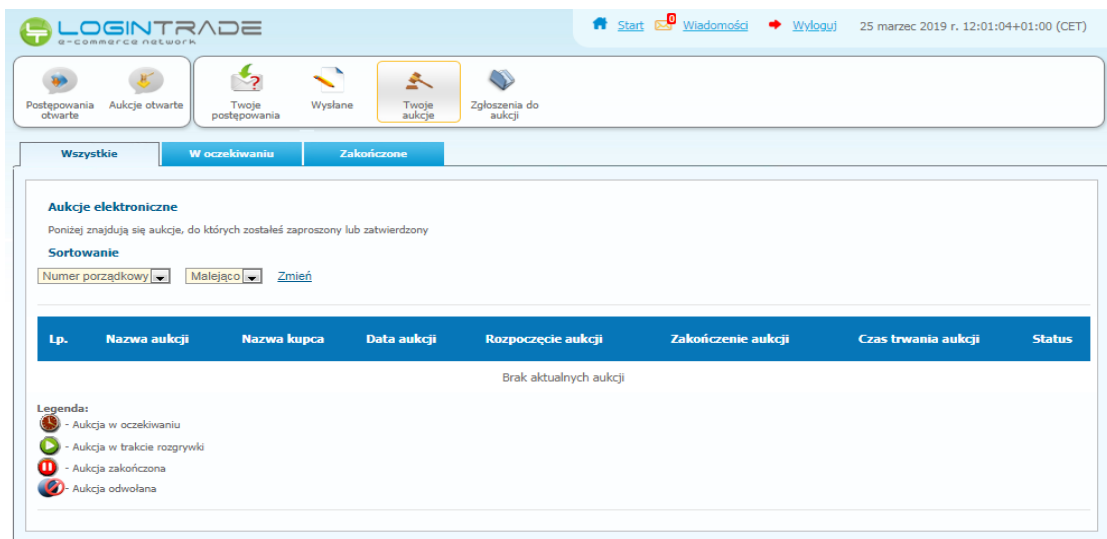 LOGINTRADE
e-commerce network
Start 0 Wiadomości Wyloguj 25 marzec 2019 r. 12:01:04+01:00 (CET)
Postępowania otwarte
Aukcje otwarte
Twoje postępowania
Wysłane
Twoje aukcje
Zgłoszenia do aukcji
Wszystkie W oczekiwaniu Zakończone
Aukcje elektroniczne
Poniżej znajdują się aukcje, do których zostałeś zaproszony lub zatwierdzony
Sortowanie
Numer porządkowy Malejąco Zmień
Lp. Nazwa aukcji Nazwa kupca Data aukcji Rozpoczęcie aukcji Zakończenie aukcji Czas trwania aukcji Status
Brak aktualnych aukcji
Legenda:
- Aukcja w oczekiwaniu
- Aukcja w trakcie rozgrywki
- Aukcja zakończona
- Aukcja odwołana